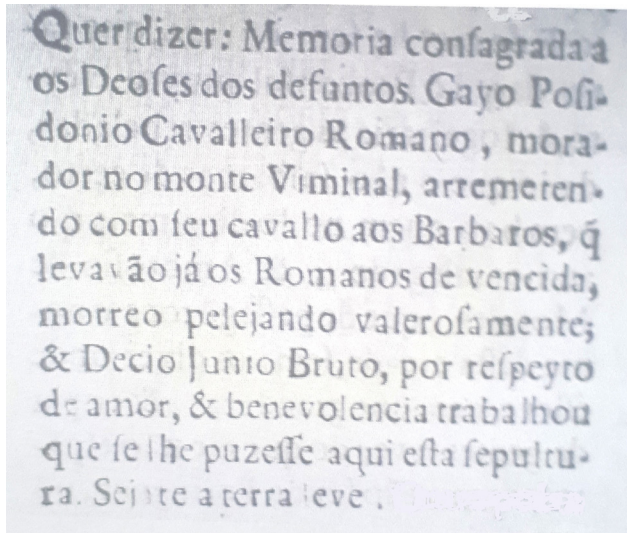 Quer dizer: Memoria conſagrada a
os Deoſes dos defuntos. Gayo Poſi-
donio Cavalleiro Romano, mora-
dor no monte Viminal, arremeten-
do com ſeu cavallo aos Barbaros, q̃
levavão já os Romanos de vencida,
morreo pelejando valeroſamente;
& Decio Junio Bruto, por reſpeyto
de amor, & benevolencia trabalhou
que ſe lhe puzeſſe aqui eſta ſepultu-
ra. Sejate a terra leve.